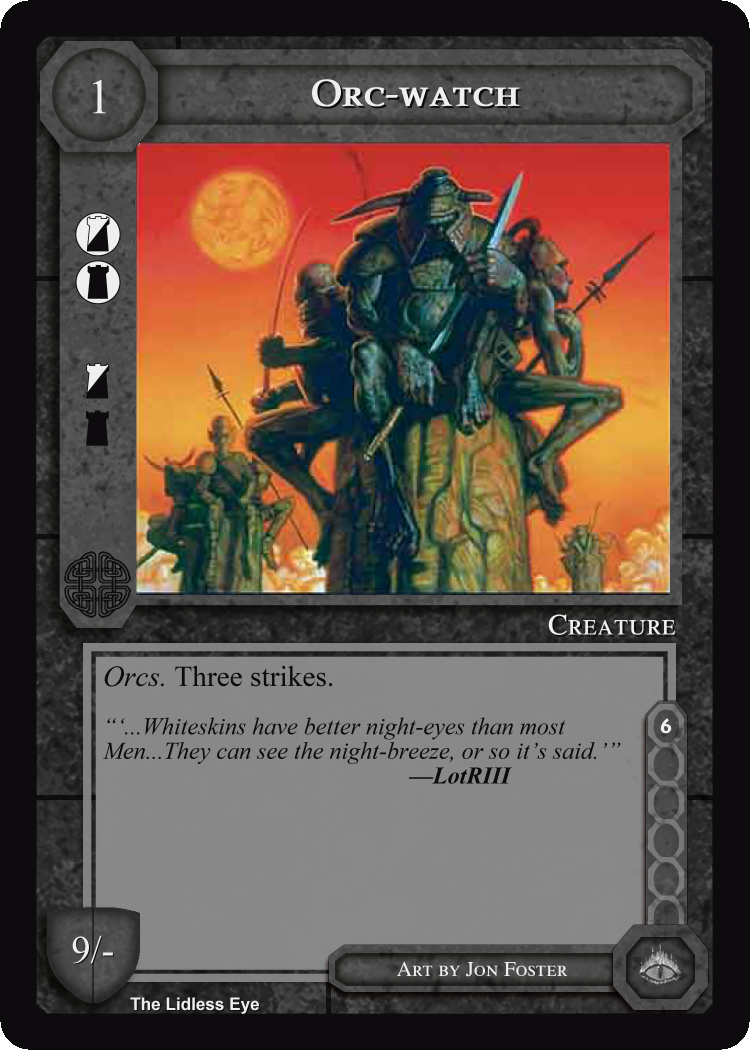 1
Orc-watch
Creature
Orcs. Three strikes.
“‘...Whiteskins have better night-eyes than most
Men...They can see the night-breeze, or so it’s said.’”
—LotRIII
6
9/-
Art by Jon Foster
The Lidless Eye